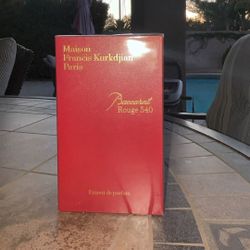 Maison
Francis Kurkdjian
Paris
Baccarat
Rouge 540
Extrait de parfum